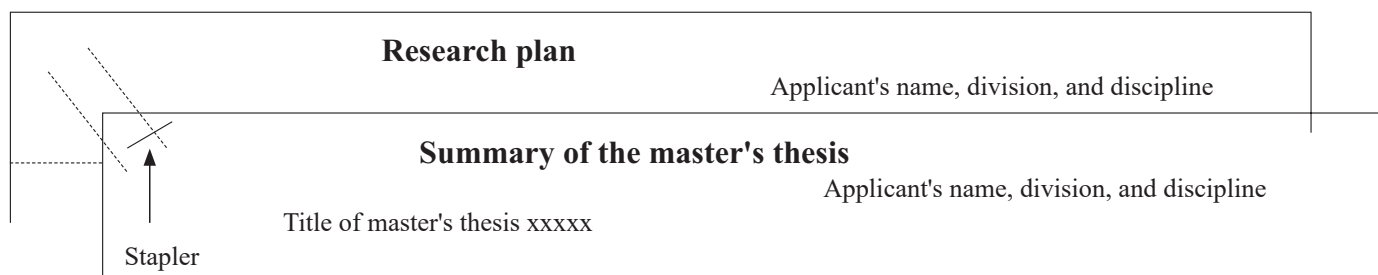 Research plan
Applicant's name, division, and discipline
Summary of the master's thesis
Applicant's name, division, and discipline
Title of master's thesis xxxxx
Stapler